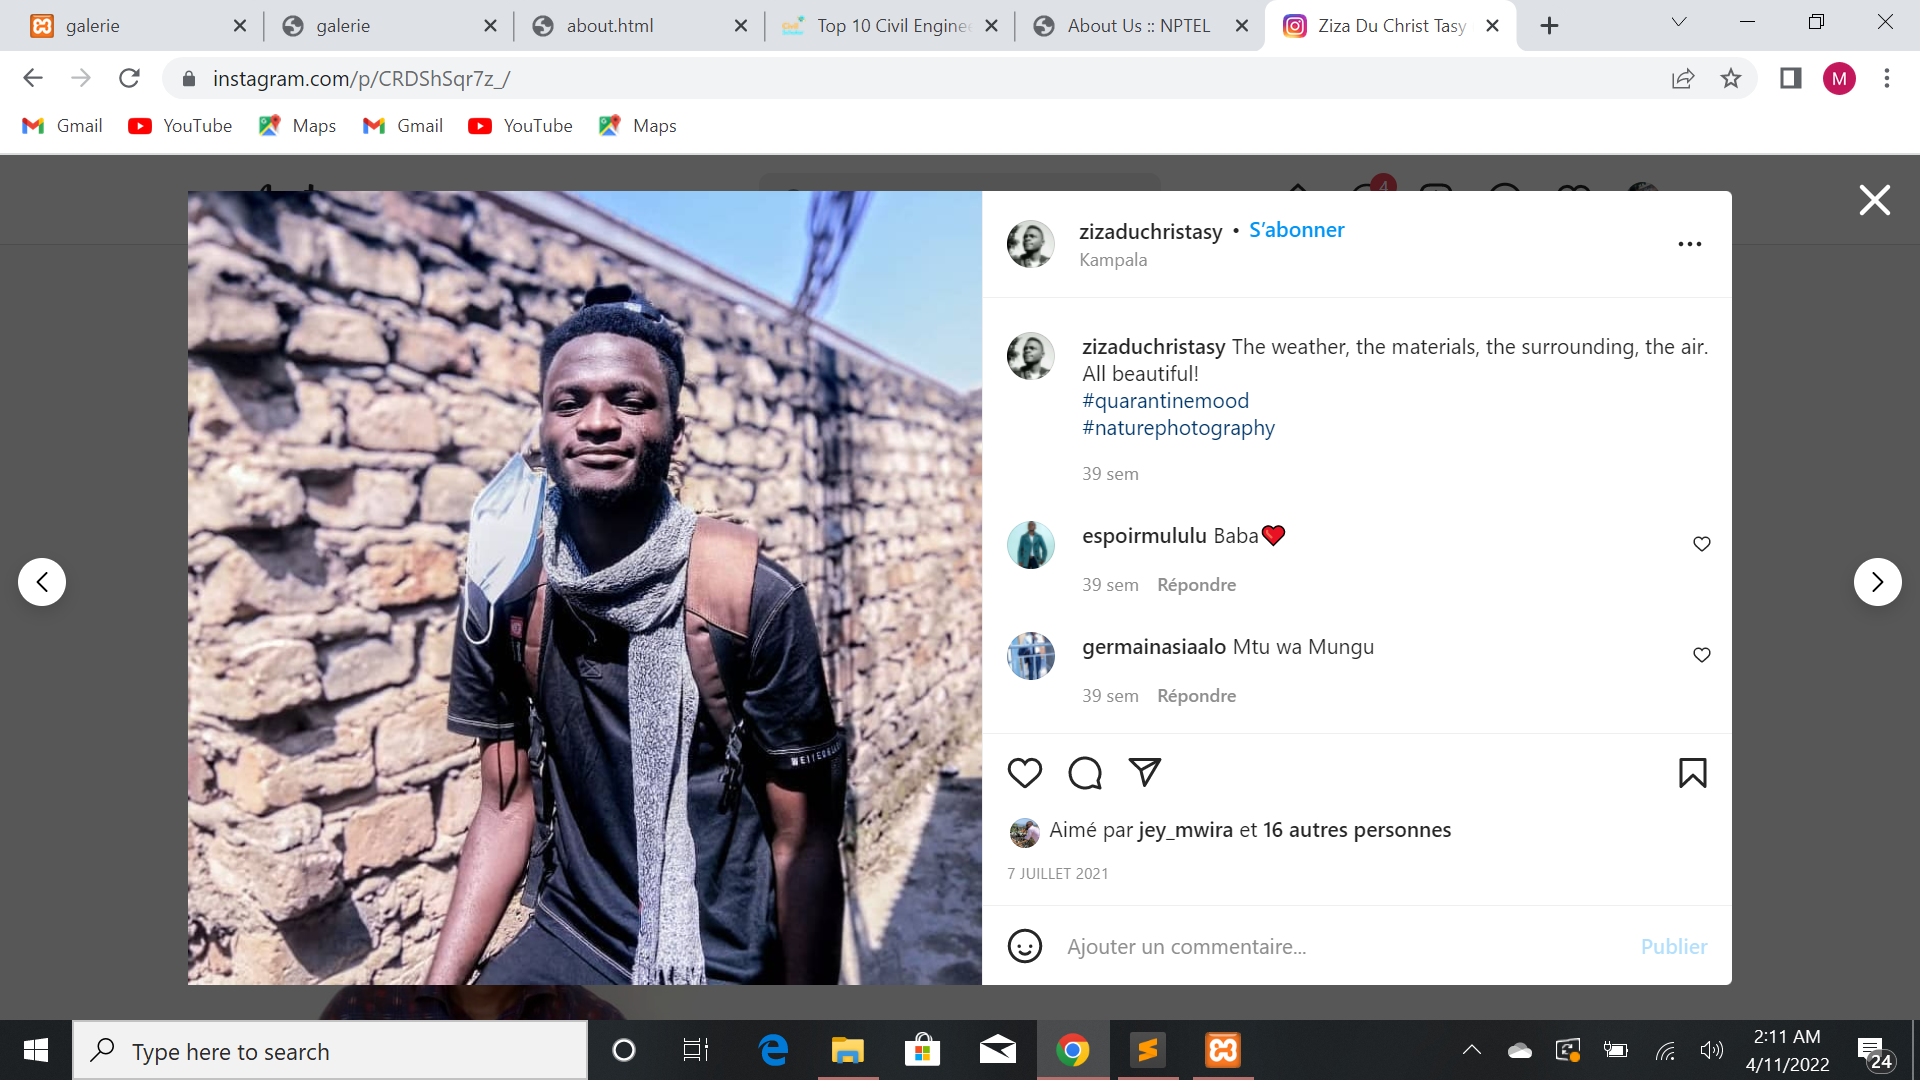 galerie
galerie
about.html
Top 10 Civil Enginee
About Us :: NPTEL
Ziza Du Christ Tasy
instagram.com/p/CRDShSqr7z_/
M
Gmail
YouTube
Maps
Gmail
YouTube
Maps
4
zizaduchristasy • S’abonner
Kampala
zizaduchristasy The weather, the materials, the surrounding, the air.
All beautiful!
#quarantinemood
#naturephotography
39 sem
espoirmululu Baba❤️
39 sem Répondre
germainasiaalo Mtu wa Mungu
39 sem Répondre
Aimé par jey_mwira et 16 autres personnes
7 JUILLET 2021
Ajouter un commentaire...
Publier
Type here to search
2:11 AM
4/11/2022
24